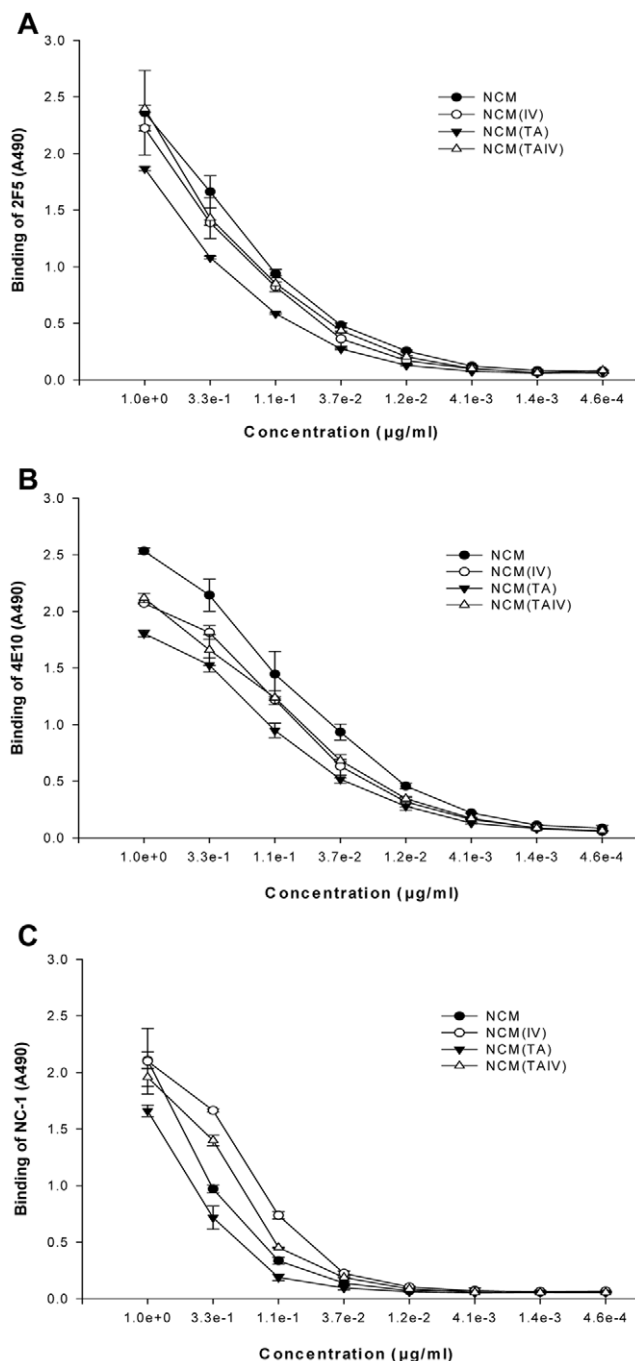 A
Binding of 2F5 (A490)
3.0
2.5
2.0
1.5
1.0
0.5
0.0
NCM
NCM(IV)
NCM(TA)
NCM(TAIV)
1.0e+0 3.3e-1 1.1e-1 3.7e-2 1.2e-2 4.1e-3 1.4e-3 4.6e-4
Concentration (µg/ml)
B
Binding of 4E10 (A490)
3.0
2.5
2.0
1.5
1.0
0.5
0.0
NCM
NCM(IV)
NCM(TA)
NCM(TAIV)
1.0e+0 3.3e-1 1.1e-1 3.7e-2 1.2e-2 4.1e-3 1.4e-3 4.6e-4
Concentration (µg/ml)
C
Binding of NC-1 (A490)
3.0
2.5
2.0
1.5
1.0
0.5
0.0
NCM
NCM(IV)
NCM(TA)
NCM(TAIV)
1.0e+0 3.3e-1 1.1e-1 3.7e-2 1.2e-2 4.1e-3 1.4e-3 4.6e-4
Concentration (µg/ml)